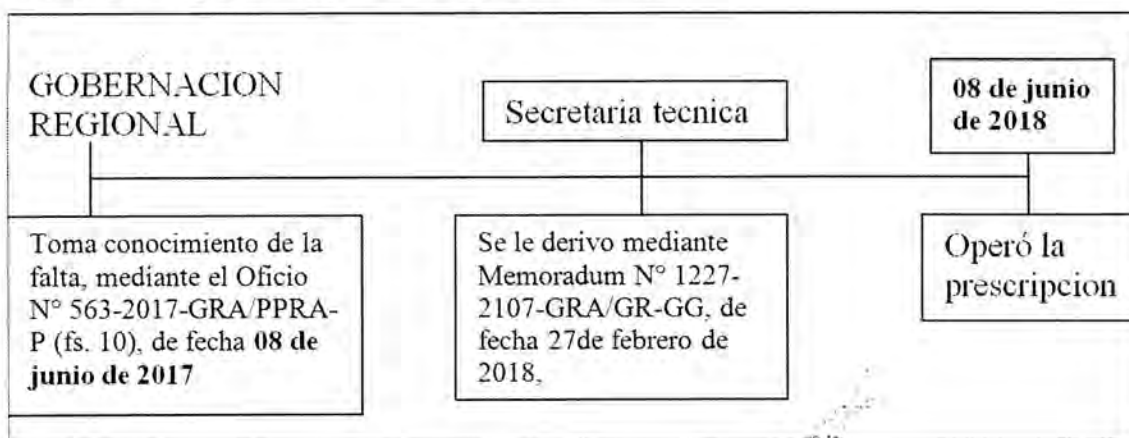 GOBERNACION
REGIONAL
Secretaria tecnica
08 de junio
de 2018
Toma conocimiento de la
falta, mediante el Oficio
N° 563-2017-GRA/PPRA-
P (fs. 10), de fecha 08 de
junio de 2017
Se le derivo mediante
Memoradum N° 1227-
2107-GRA/GR-GG, de
fecha 27de febrero de
2018,
Operó la
prescripcion